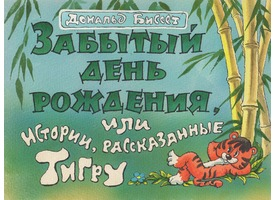 Дональд Биссет
Забытый
день
рождения,
или
истории, рассказанные
Тигру